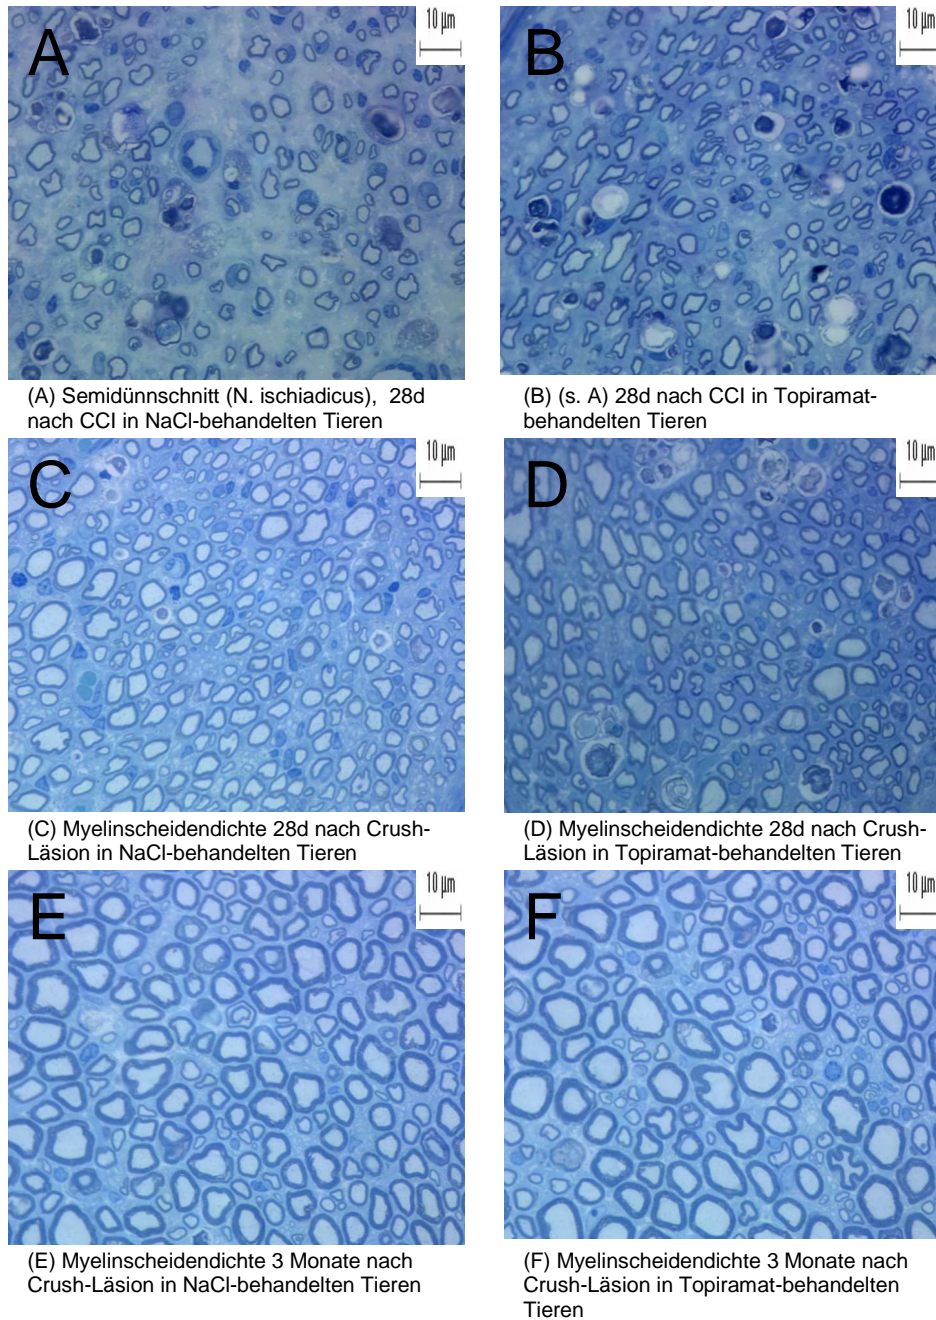 A
10 µm
B
10 µm
(A) Semidünnschnitt (N. ischiadicus), 28d
nach CCI in NaCl-behandelten Tieren
(B) (s. A) 28d nach CCI in Topiramat-
behandelten Tieren
C
10 µm
D
10 µm
(C) Myelinscheidendichte 28d nach Crush-
Läsion in NaCl-behandelten Tieren
(D) Myelinscheidendichte 28d nach Crush-
Läsion in Topiramat-behandelten Tieren
E
10 µm
F
10 µm
(E) Myelinscheidendichte 3 Monate nach
Crush-Läsion in NaCl-behandelten Tieren
(F) Myelinscheidendichte 3 Monate nach
Crush-Läsion in Topiramat-behandelten
Tieren